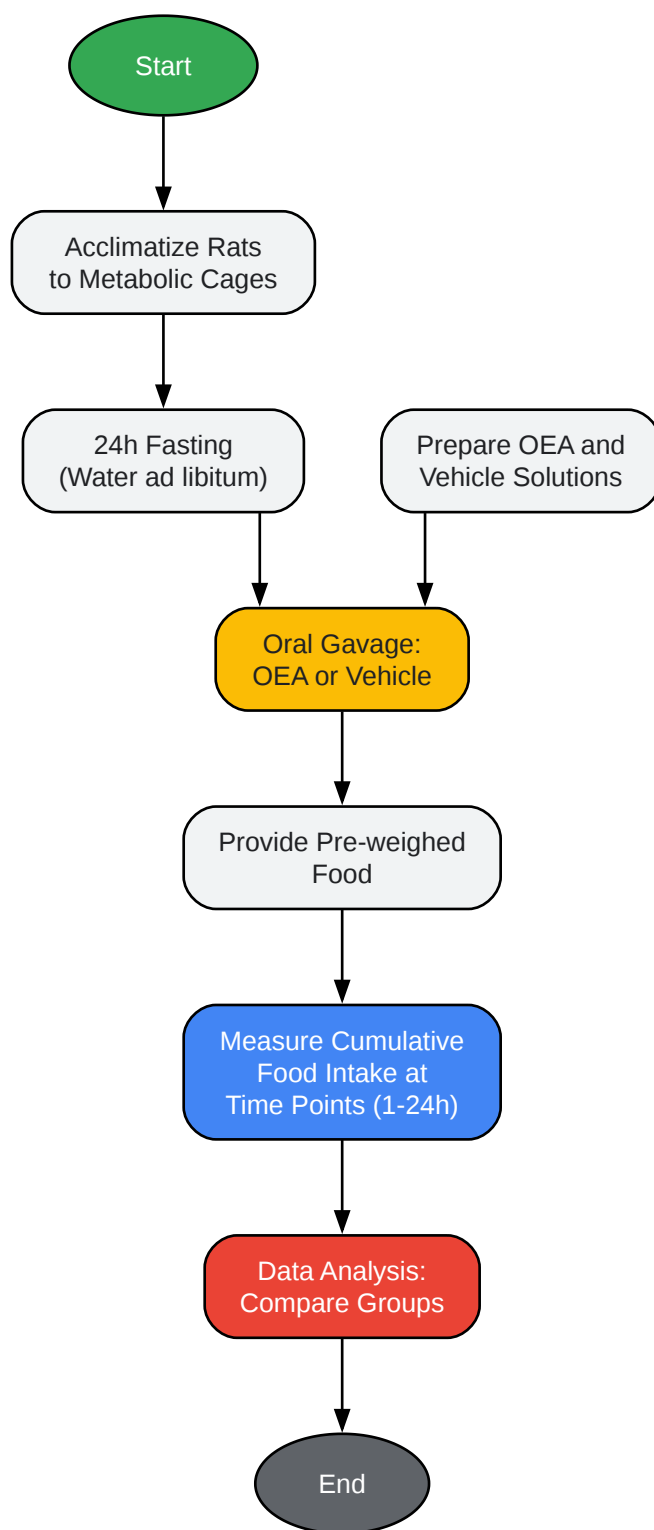 Start
Acclimatize Rats
to Metabolic Cages
24h Fasting
(Water ad libitum)
Prepare OEA and
Vehicle Solutions
Oral Gavage:
OEA or Vehicle
Provide Pre-weighed
Food
Measure Cumulative
Food Intake at
Time Points (1-24h)
Data Analysis:
Compare Groups
End